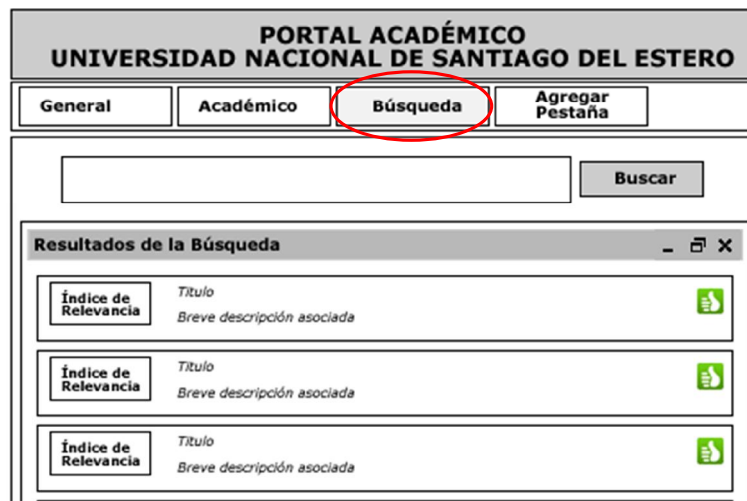 PORTAL ACADÉMICO
UNIVERSIDAD NACIONAL DE SANTIAGO DEL ESTERO
General
Académico
Búsqueda
Agregar
Pestaña
Buscar
Resultados de la Búsqueda
Índice de
Relevancia
Titulo
Breve descripción asociada
Índice de
Relevancia
Titulo
Breve descripción asociada
Índice de
Relevancia
Titulo
Breve descripción asociada